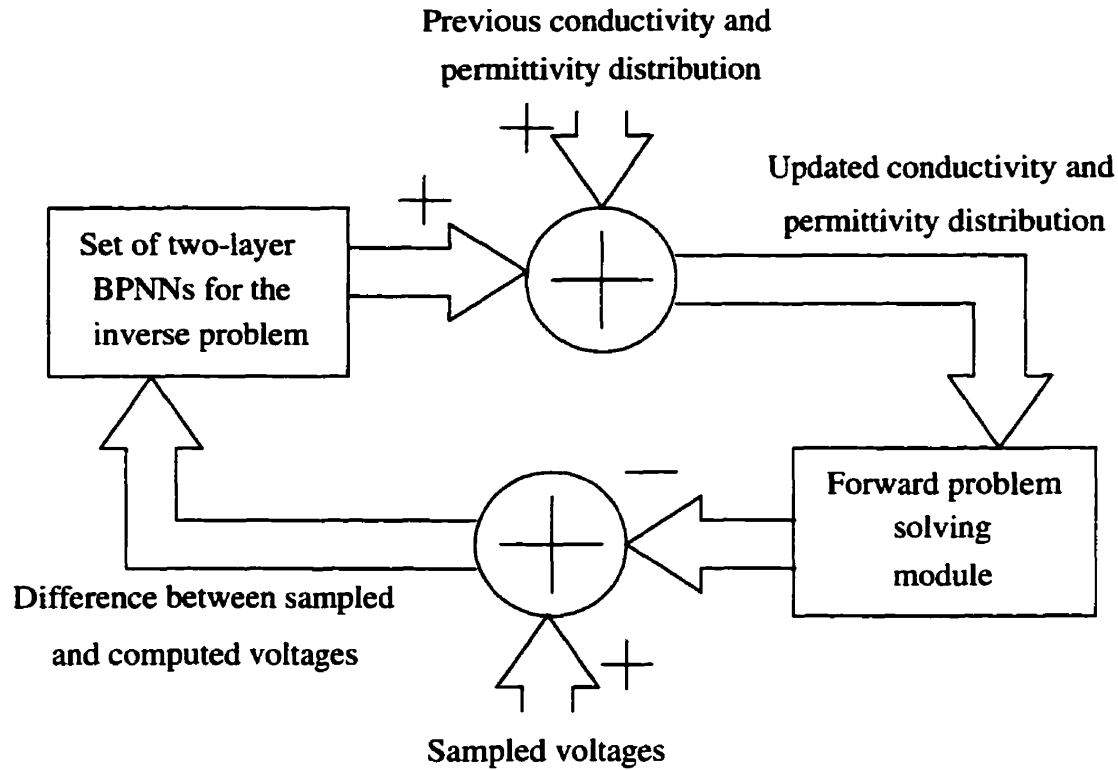 Previous conductivity and
permittivity distribution
+
Updated conductivity and
permittivity distribution
+
Set of two-layer
BPNNs for the
inverse problem
+
−
Forward problem
solving
module
+
Difference between sampled
and computed voltages
+
Sampled voltages